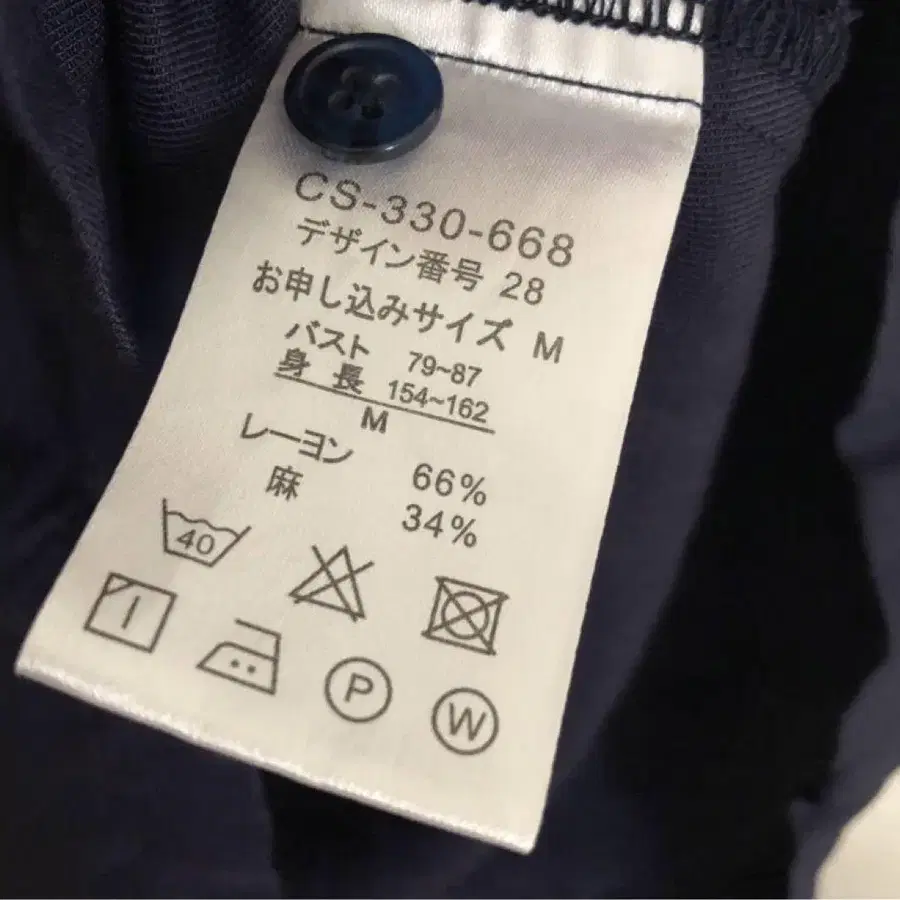 CS-330-668
デザイン番号 28
お申し込みサイズ M
バスト 79~87
身長 154~162
M
レーヨン 66%
麻 34%
40
P
W